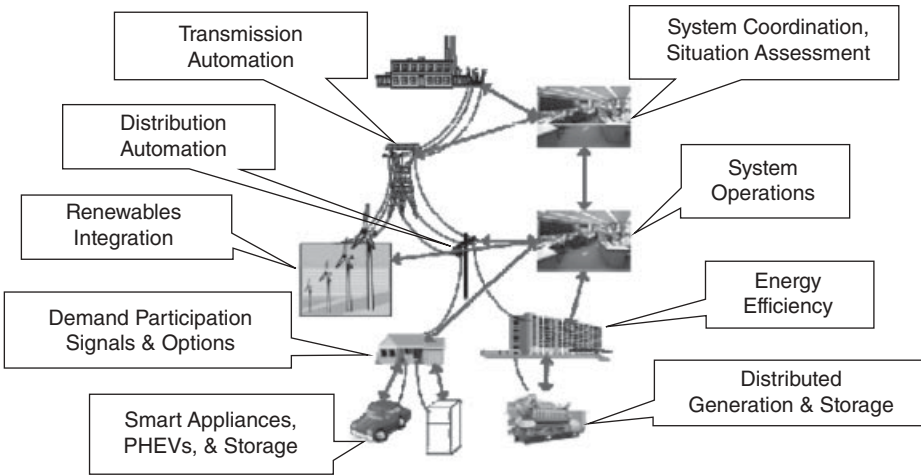 Transmission
Automation
System Coordination,
Situation Assessment
Distribution
Automation
System
Operations
Renewables
Integration
Energy
Efficiency
Demand Participation
Signals & Options
Distributed
Generation & Storage
Smart Appliances,
PHEVs, & Storage